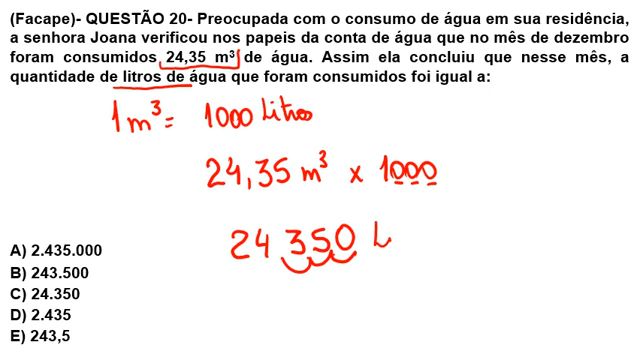 (Facape)- QUESTÃO 20- Preocupada com o consumo de água em sua residência,
a senhora Joana verificou nos papeis da conta de água que no mês de dezembro
foram consumidos 24,35 m³ de água. Assim ela concluiu que nesse mês, a
quantidade de litros de água que foram consumidos foi igual a:
1 m³ = 1000 Litros
24,35 m³ x 1000
24 350 L
A) 2.435.000
B) 243.500
C) 24.350
D) 2.435
E) 243,5